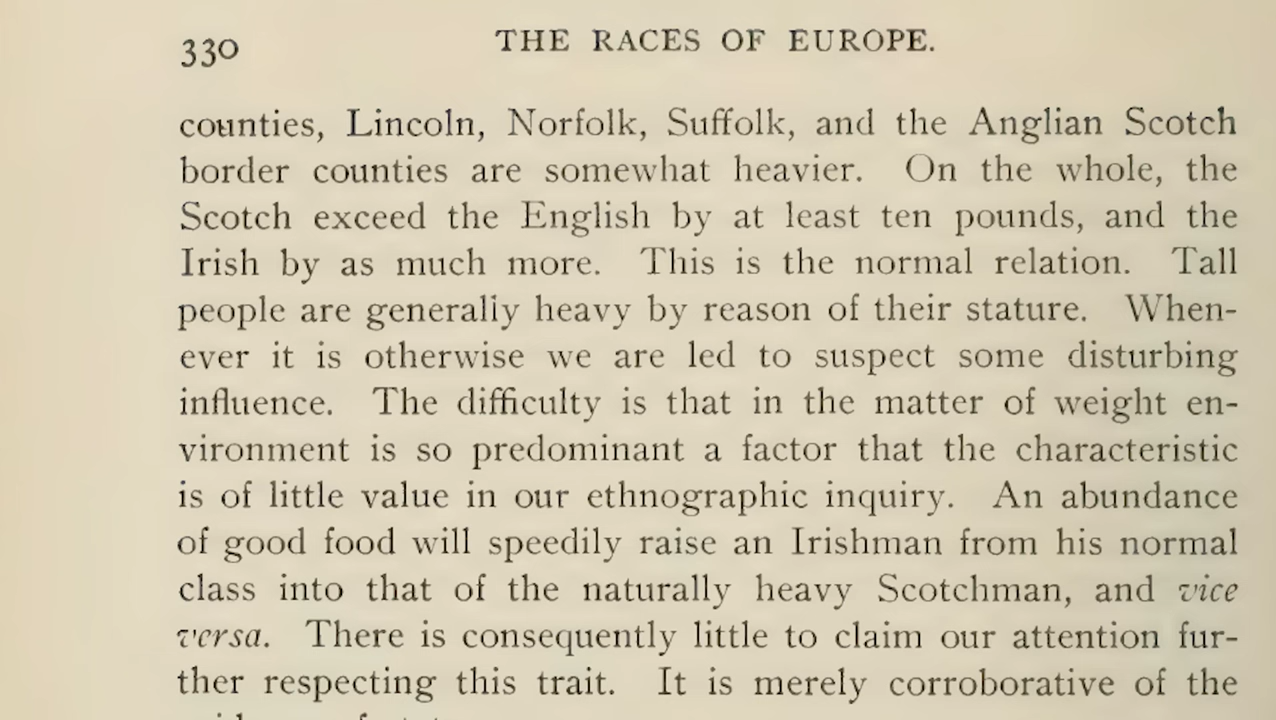 330
THE RACES OF EUROPE.
counties, Lincoln, Norfolk, Suffolk, and the Anglian Scotch
border counties are somewhat heavier. On the whole, the
Scotch exceed the English by at least ten pounds, and the
Irish by as much more. This is the normal relation. Tall
people are generally heavy by reason of their stature. When-
ever it is otherwise we are led to suspect some disturbing
influence. The difficulty is that in the matter of weight en-
vironment is so predominant a factor that the characteristic
is of little value in our ethnographic inquiry. An abundance
of good food will speedily raise an Irishman from his normal
class into that of the naturally heavy Scotchman, and vice
versa. There is consequently little to claim our attention fur-
ther respecting this trait. It is merely corroborative of the